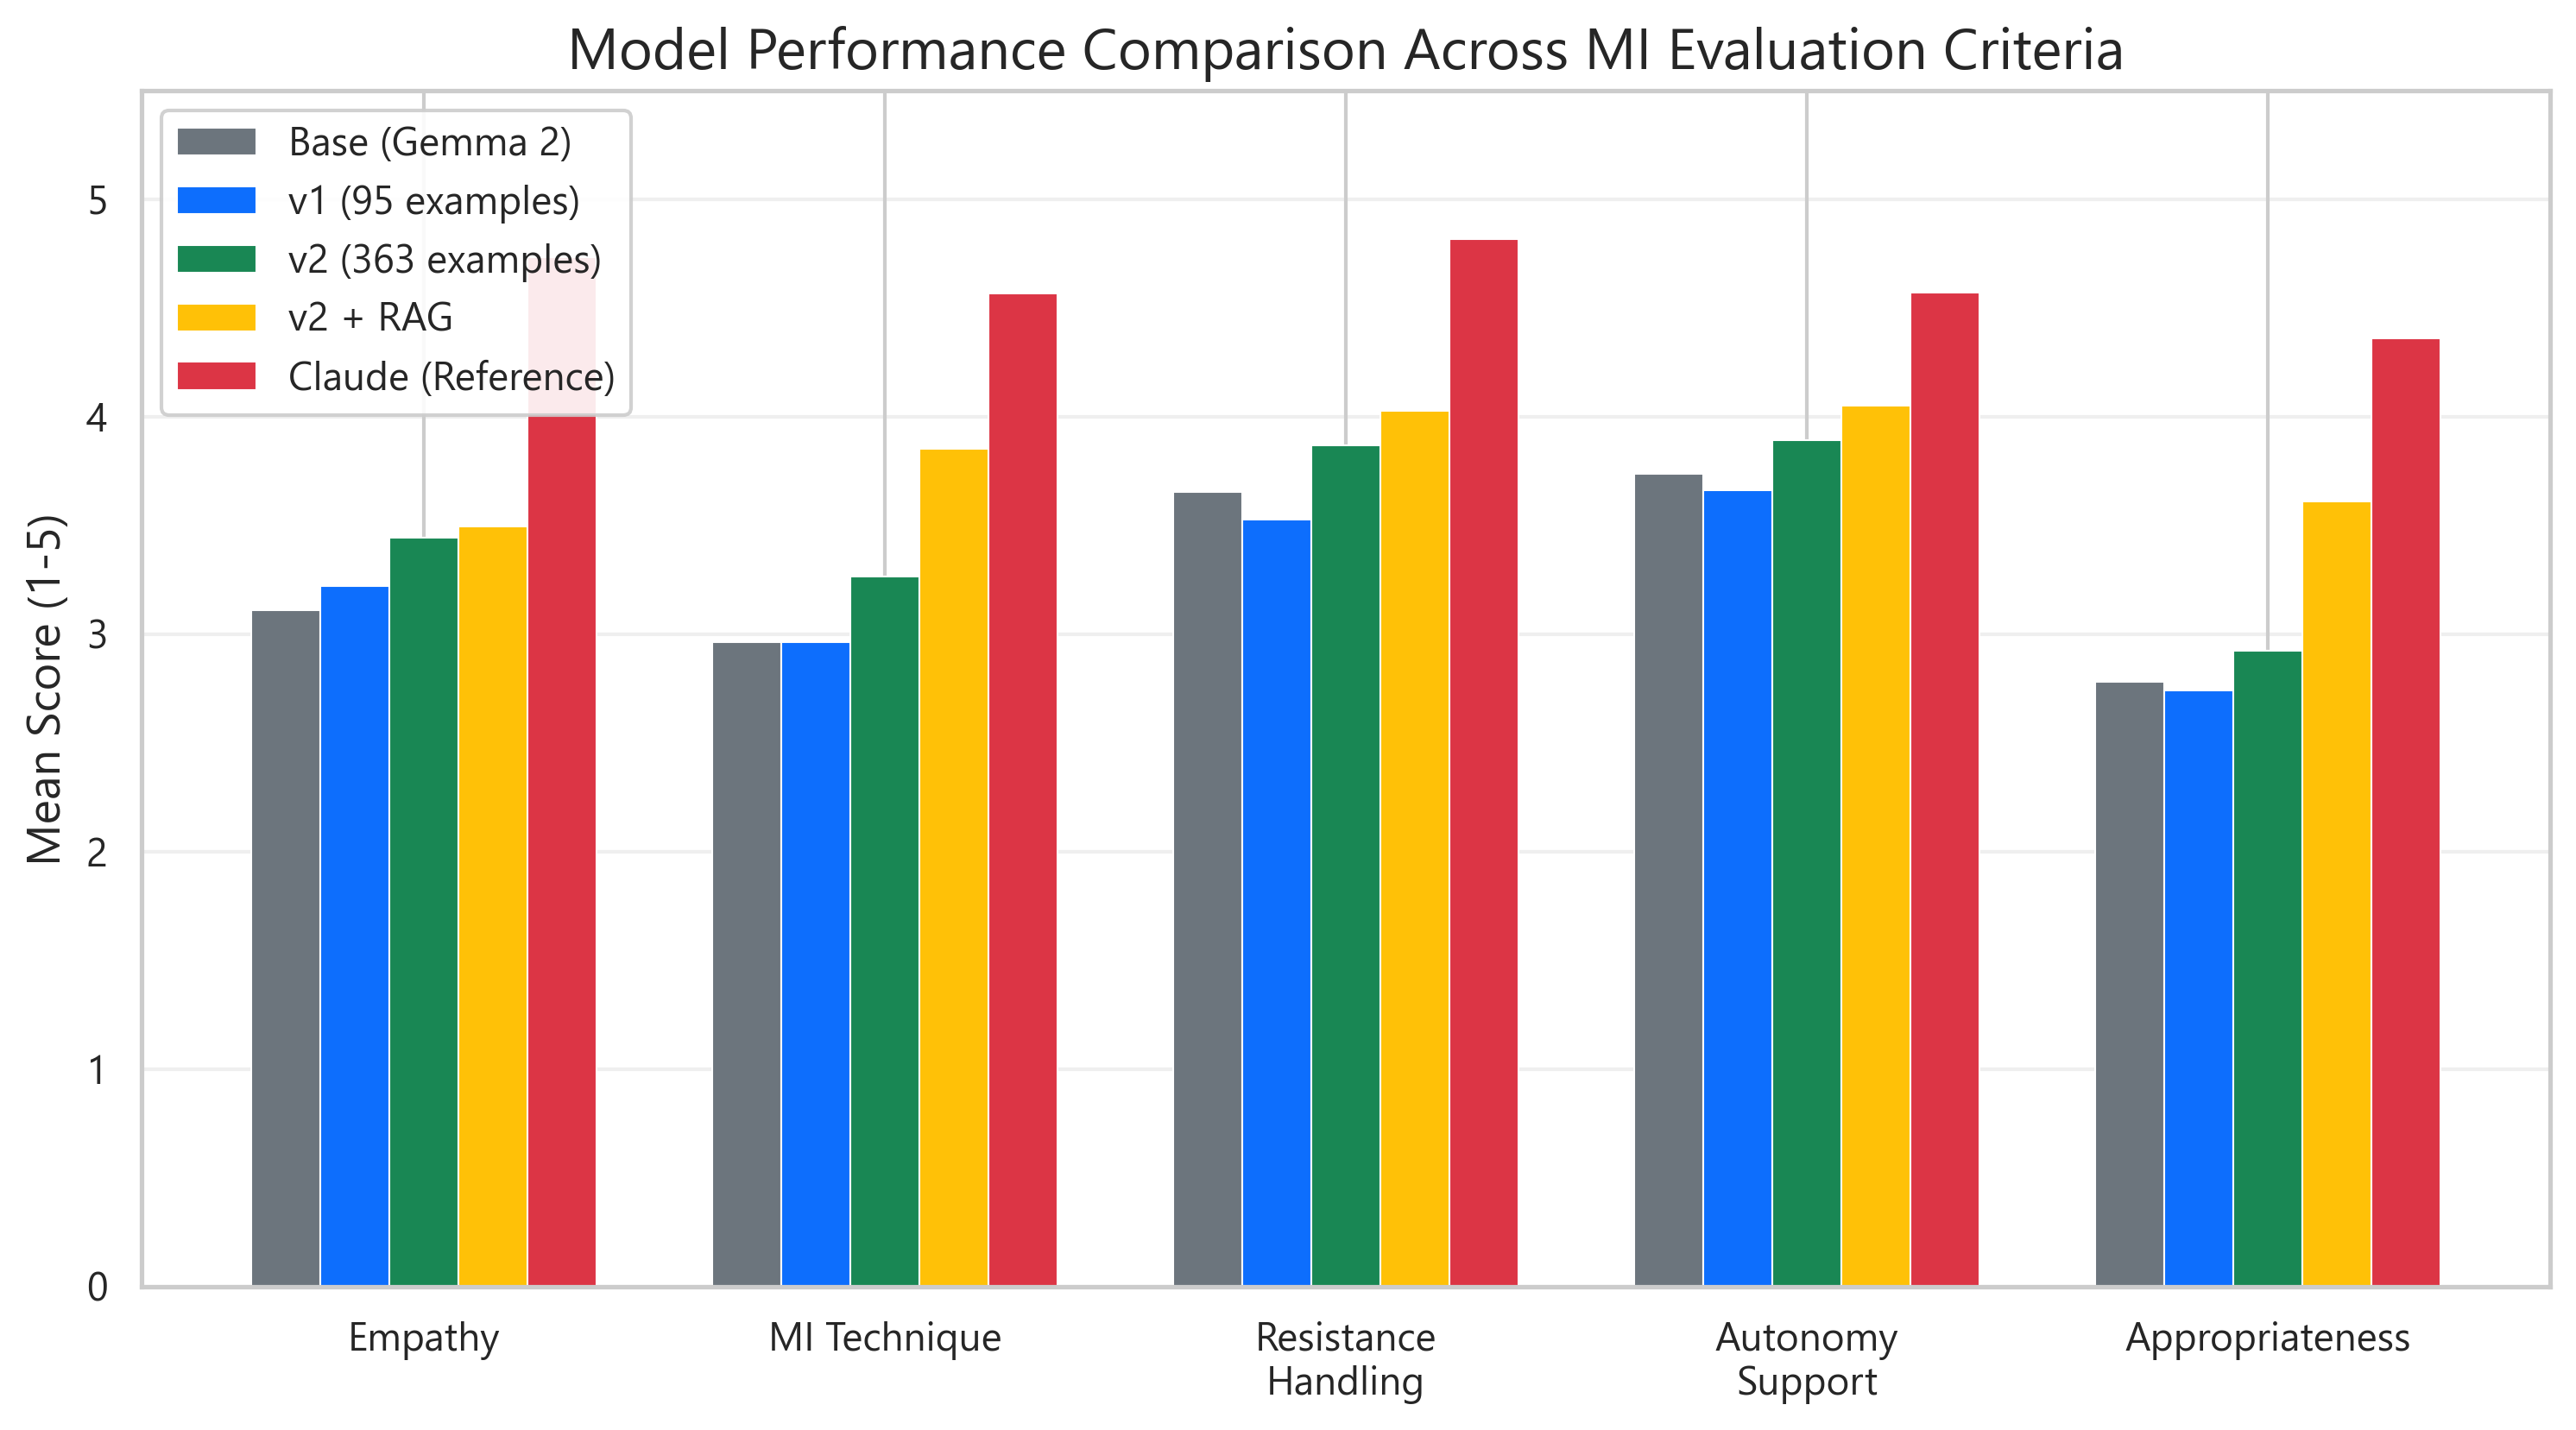 Model Performance Comparison Across MI Evaluation Criteria
Base (Gemma 2)
v1 (95 examples)
v2 (363 examples)
v2 + RAG
Claude (Reference)
Mean Score (1-5)
5
4
3
2
1
0
Empathy
MI Technique
Resistance
Handling
Autonomy
Support
Appropriateness